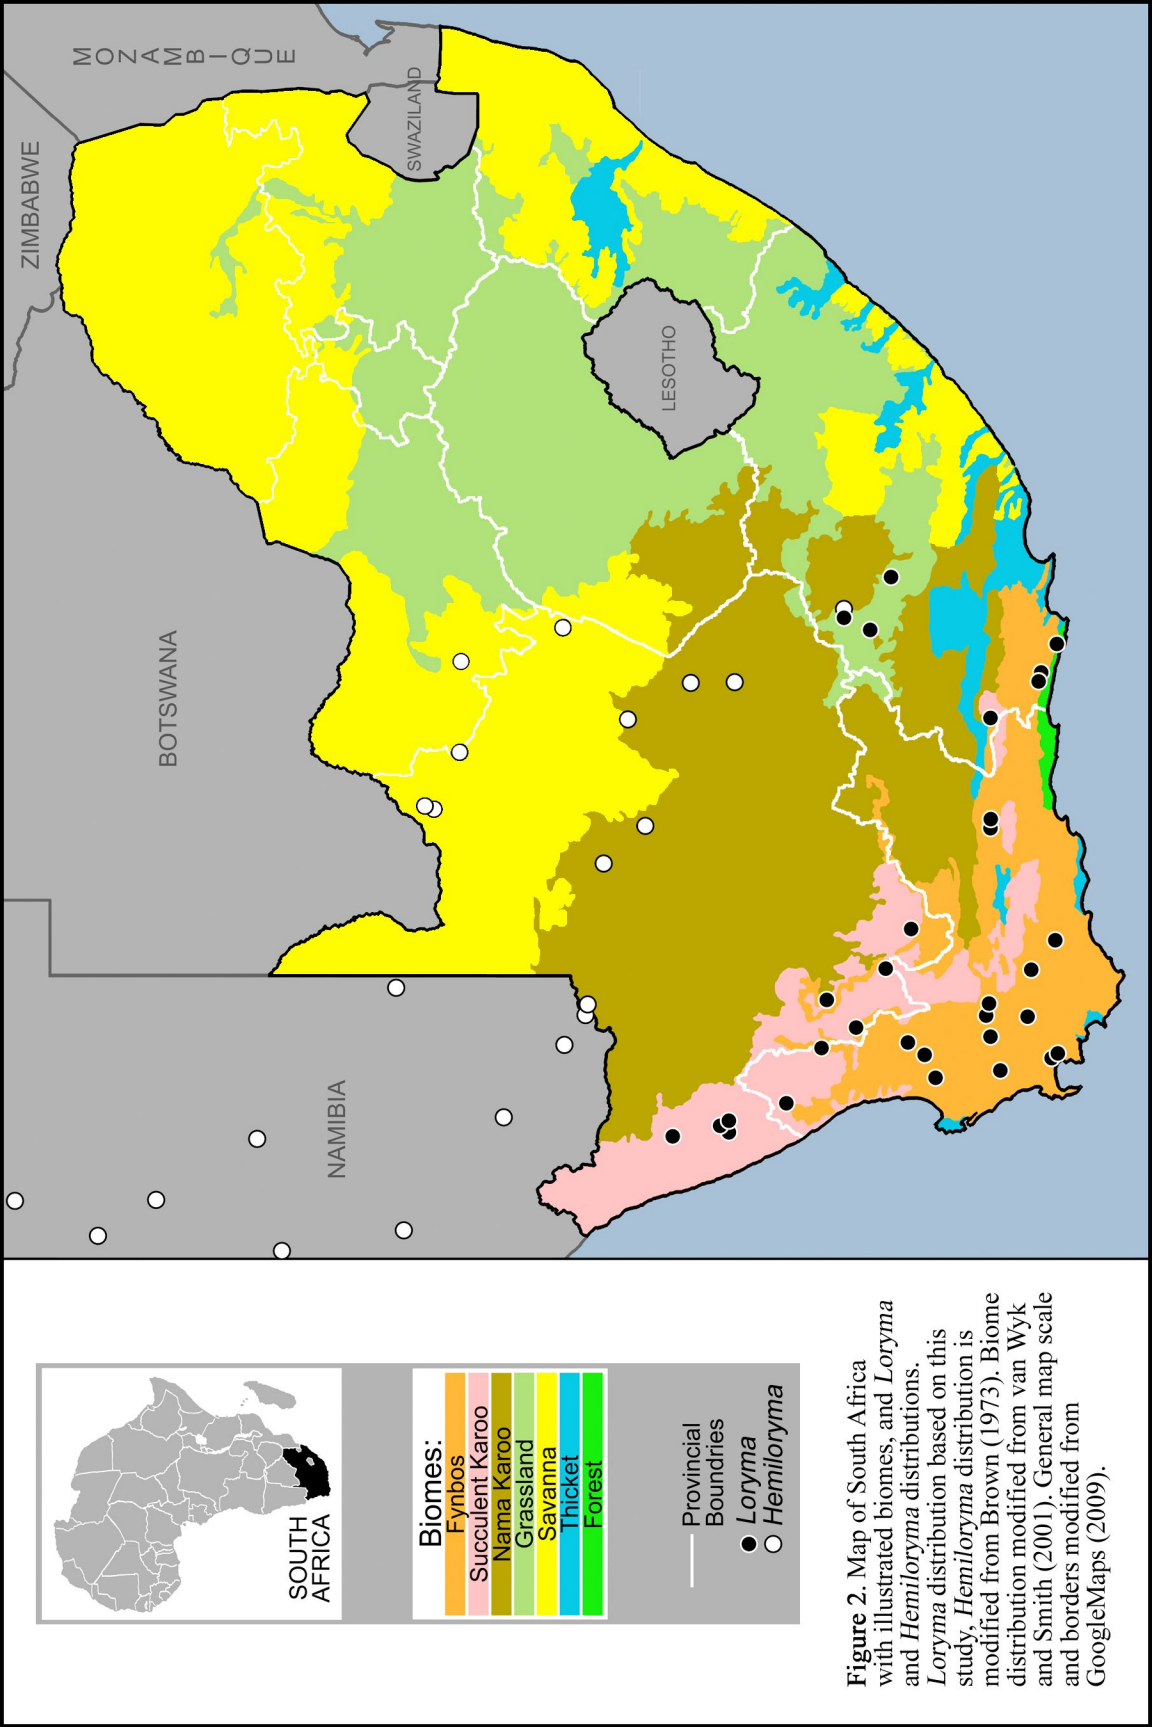 MOZAMBIQUE
ZIMBABWE
SWAZILAND
LESOTHO
BOTSWANA
NAMIBIA
SOUTH
AFRICA
Biomes:
Fynbos
Succulent Karoo
Nama Karoo
Grassland
Savanna
Thicket
Forest
Provincial
Boundries
Loryma
Hemiloryma
Figure 2. Map of South Africa
with illustrated biomes, and Loryma
and Hemiloryma distributions.
Loryma distribution based on this
study, Hemiloryma distribution is
modified from Brown (1973). Biome
distribution modified from van Wyk
and Smith (2001). General map scale
and borders modified from
GoogleMaps (2009).